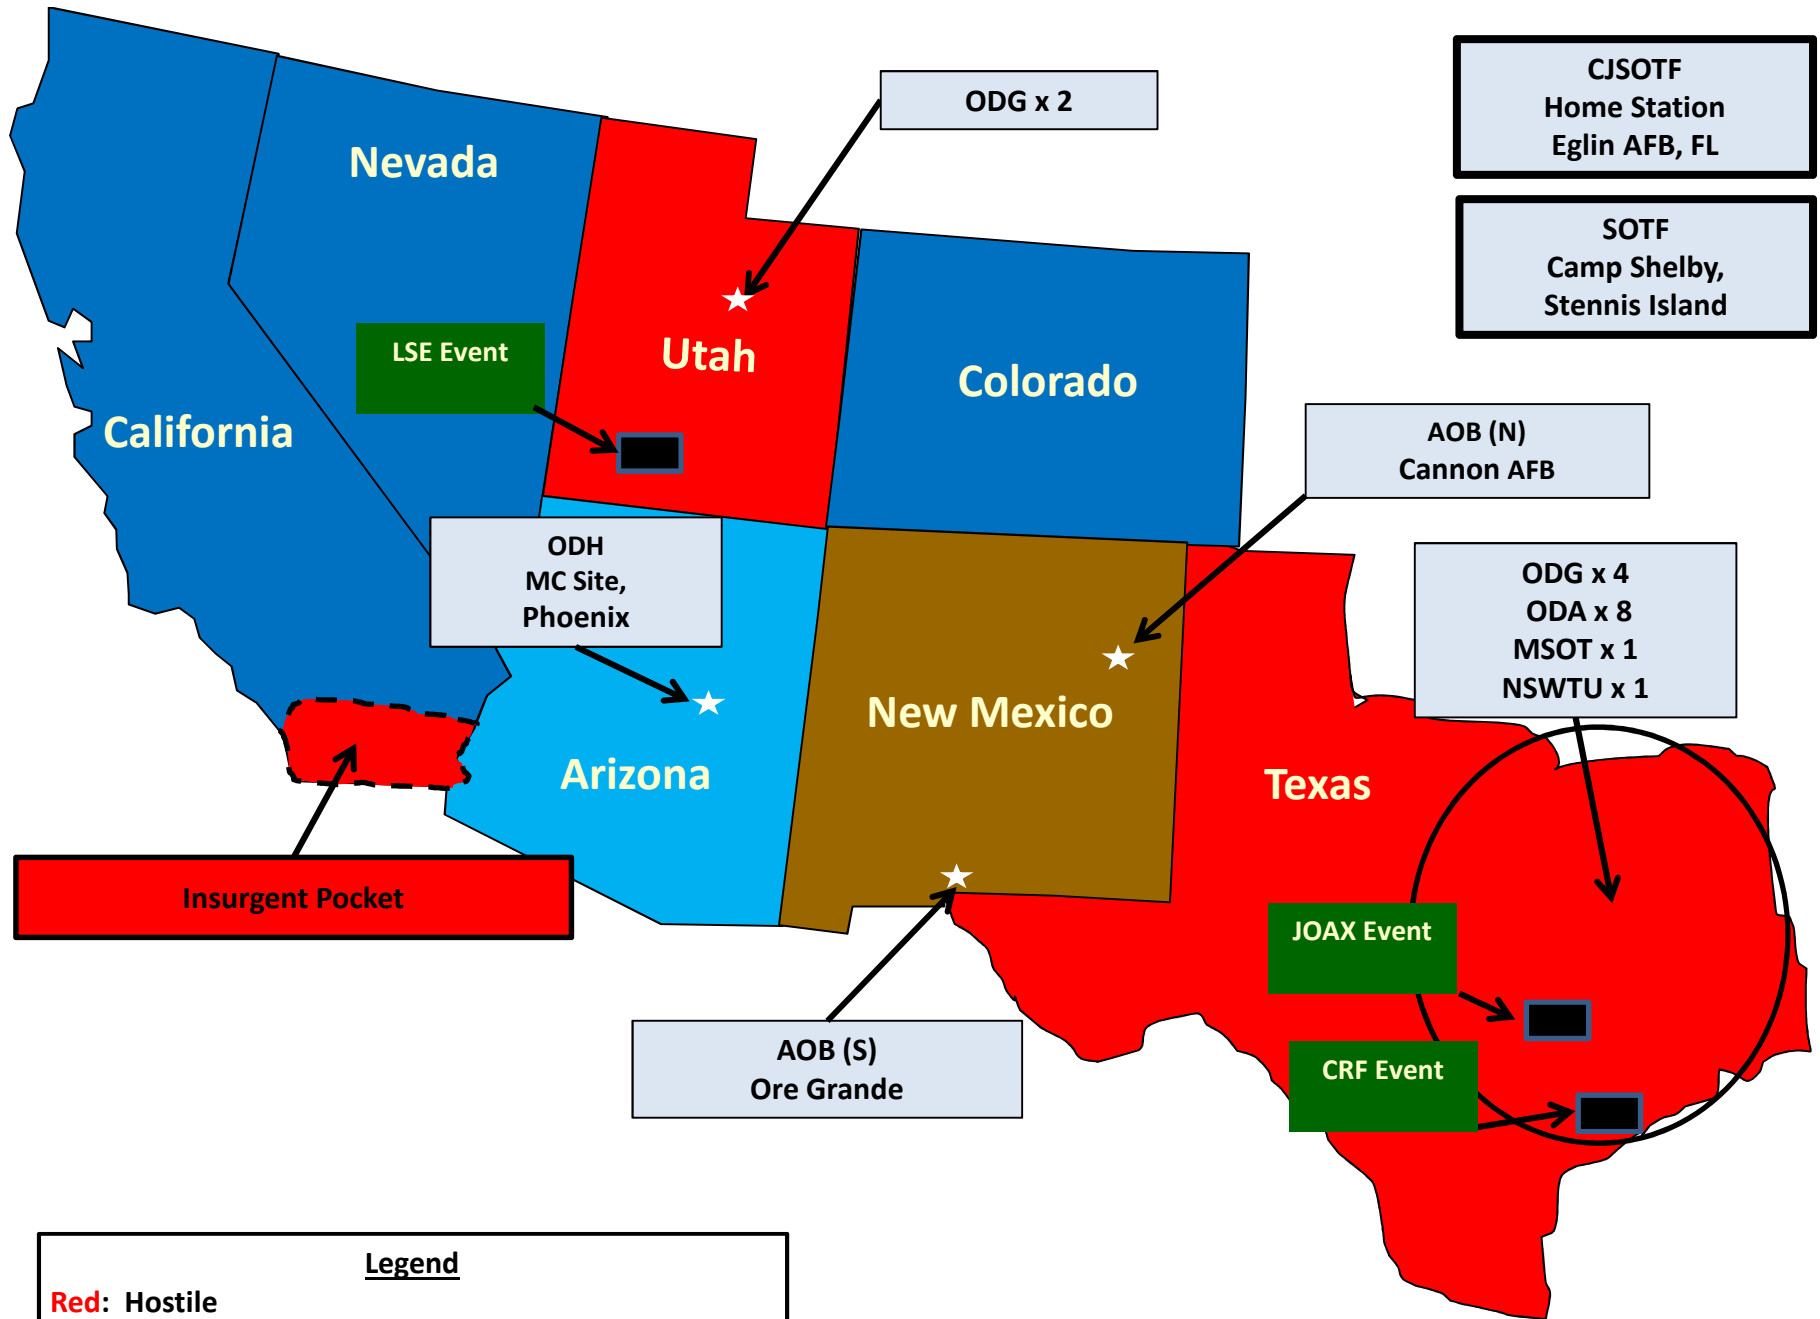 ODG x 2
CJSOTF
Home Station
Eglin AFB, FL
SOTF
Camp Shelby,
Stennis Island
Nevada
LSE Event
Utah
Colorado
California
AOB (N)
Cannon AFB
ODH
MC Site,
Phoenix
ODG x 4
ODA x 8
MSOT x 1
NSWTU x 1
New Mexico
Arizona
Texas
Insurgent Pocket
JOAX Event
AOB (S)
Ore Grande
CRF Event
Legend
Red: Hostile